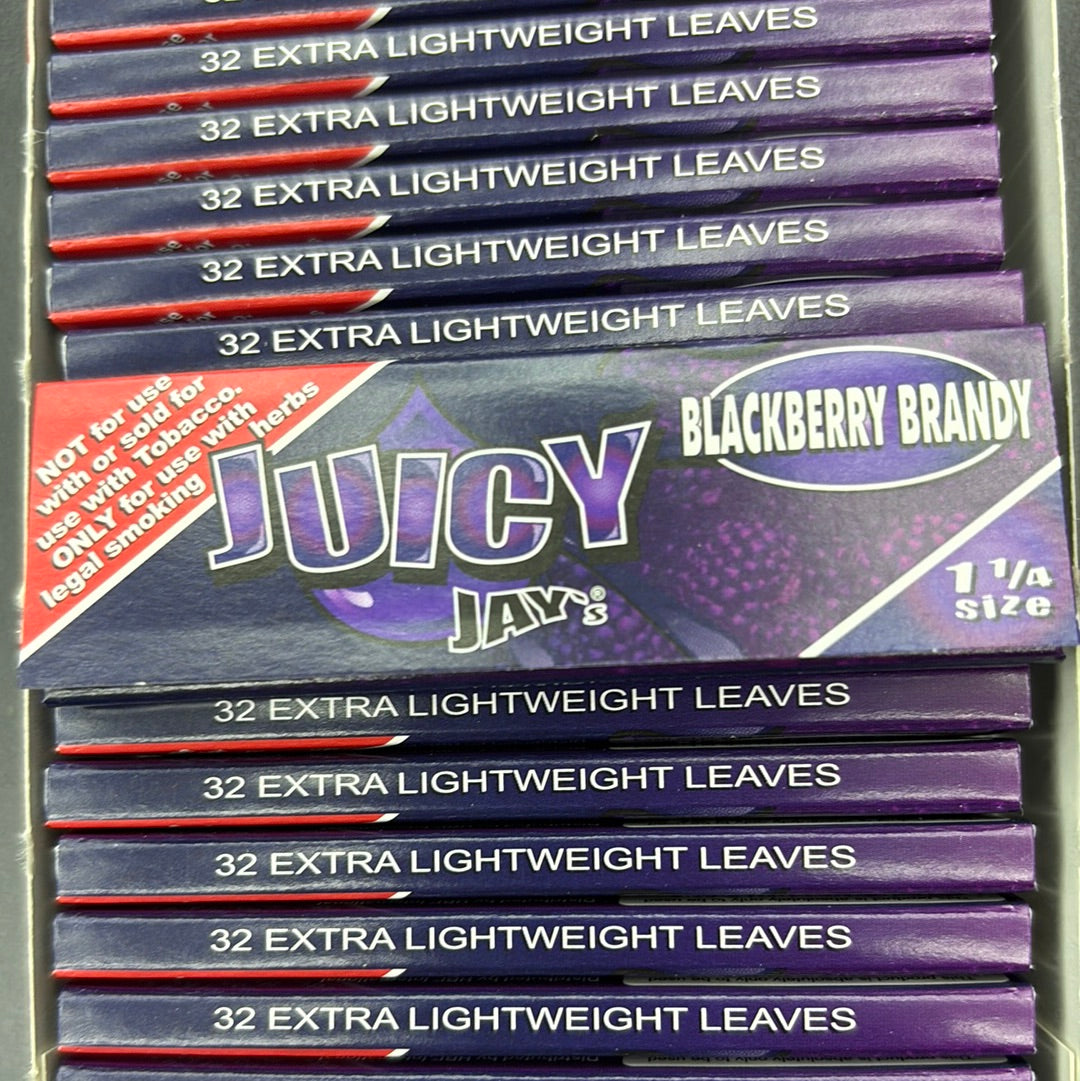 32 EXTRA LIGHTWEIGHT LEAVES
32 EXTRA LIGHTWEIGHT LEAVES
32 EXTRA LIGHTWEIGHT LEAVES
32 EXTRA LIGHTWEIGHT LEAVES
32 EXTRA LIGHTWEIGHT LEAVES
NOT for use
with or sold for
use with Tobacco.
ONLY for use with
legal smoking herbs
JUICY
JAY's®
BLACKBERRY BRANDY
1 1/4
size
32 EXTRA LIGHTWEIGHT LEAVES
32 EXTRA LIGHTWEIGHT LEAVES
32 EXTRA LIGHTWEIGHT LEAVES
32 EXTRA LIGHTWEIGHT LEAVES
32 EXTRA LIGHTWEIGHT LEAVES